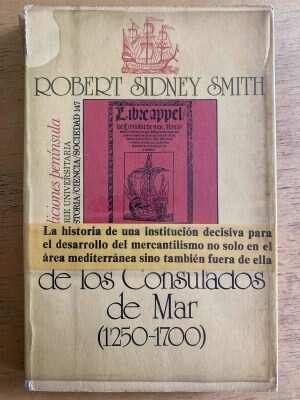 ROBERT SIDNEY SMITH
ediciones península
SERIE UNIVERSITARIA
HISTORIA/CIENCIA/SOCIEDAD 147
Libre appel
La historia de una institución decisiva para
el desarrollo del mercantilismo no solo en el
área mediterránea sino también fuera de ella
de los Consulados
de Mar
(1250-1700)